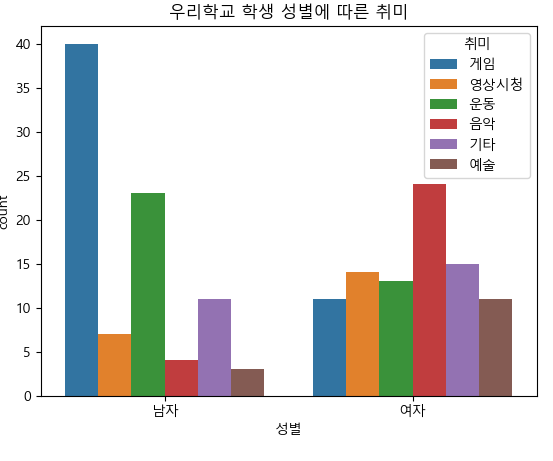 우리학교 학생 성별에 따른 취미
취미
게임
영상시청
운동
음악
기타
예술
40
35
30
25
20
15
10
5
0
count
남자
여자
성별